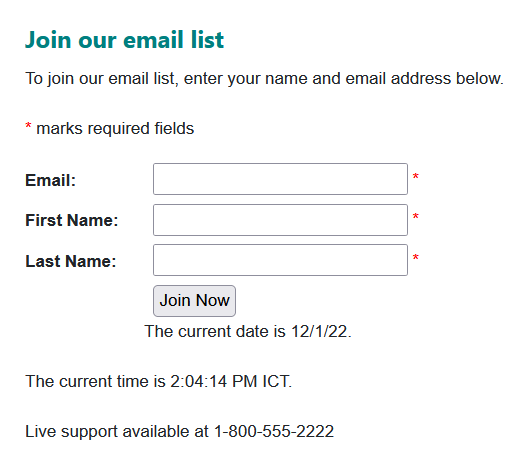 Join our email list
To join our email list, enter your name and email address below.
* marks required fields
Email: *
First Name: *
Last Name: *
Join Now
The current date is 12/1/22.
The current time is 2:04:14 PM ICT.
Live support available at 1-800-555-2222